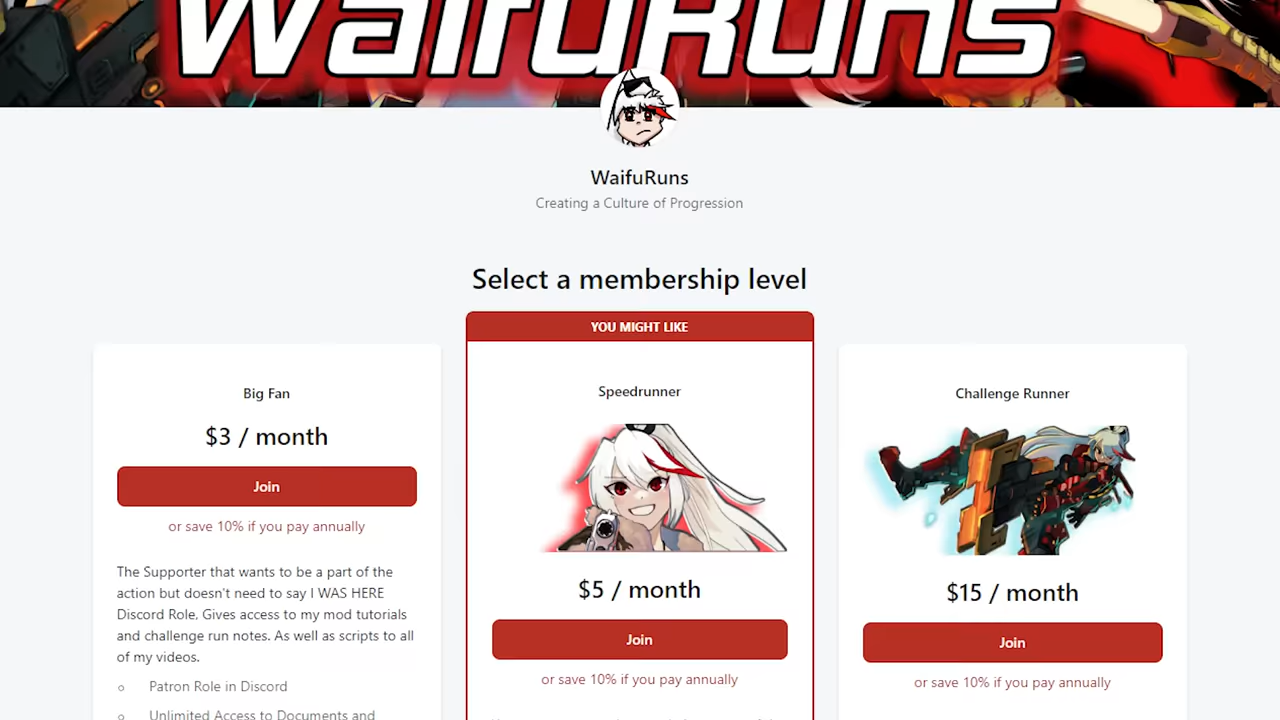 WaifuRuns
WaifuRuns
Creating a Culture of Progression
Select a membership level
YOU MIGHT LIKE
Big Fan
$3 / month
Join
or save 10% if you pay annually
The Supporter that wants to be a part of the
action but doesn't need to say I WAS HERE
Discord Role. Gives access to my mod tutorials
and challenge run notes. As well as scripts to all
of my videos.
Patron Role in Discord
Unlimited Access to Documents and
Speedrunner
$5 / month
Join
or save 10% if you pay annually
Challenge Runner
$15 / month
Join
or save 10% if you pay annually